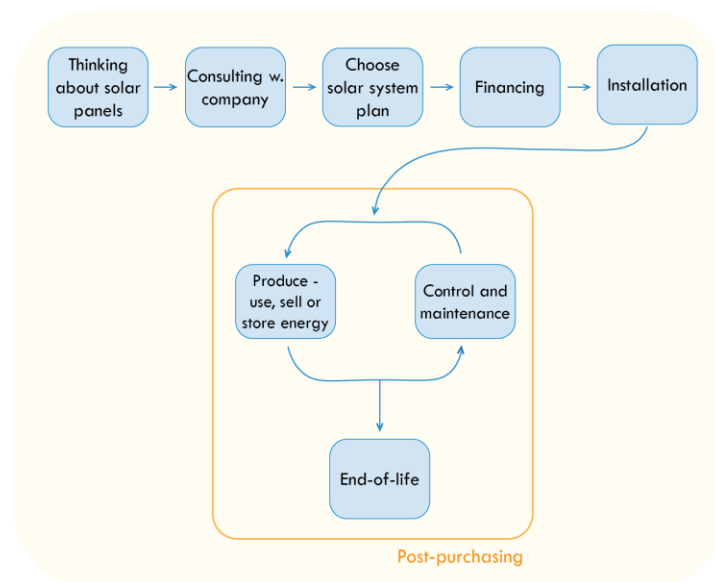 Thinking
about solar
panels
Consulting w.
company
Choose
solar system
plan
Financing
Installation
Produce -
use, sell or
store energy
Control and
maintenance
End-of-life
Post-purchasing